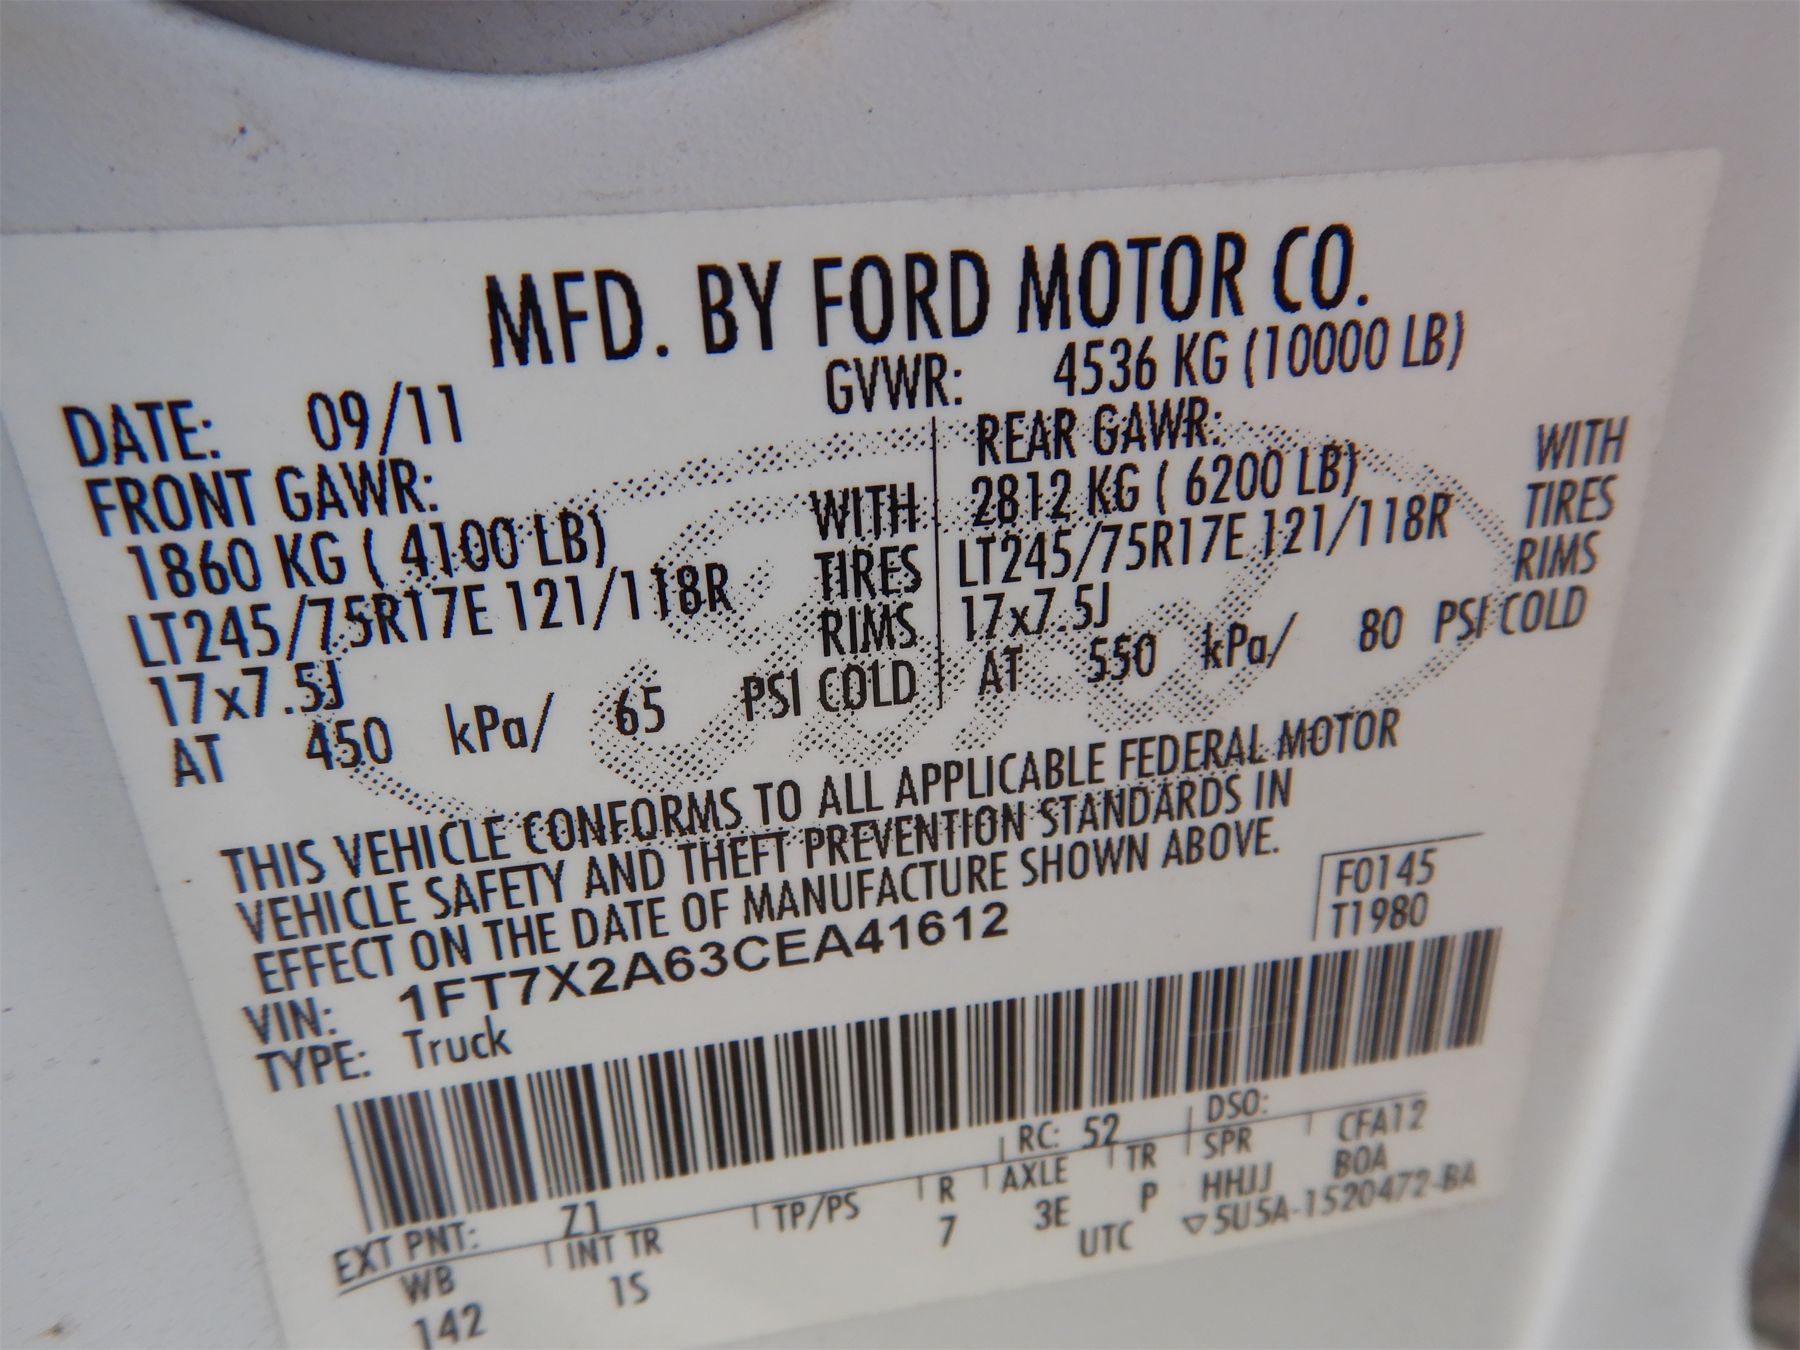 MFD. BY FORD MOTOR CO.
DATE: 09/11 GVWR: 4536 KG (10000 LB)
FRONT GAWR:
1860 KG ( 4100 LB) WITH
LT245/75R17E 121/118R TIRES
17x7.5J RIMS
AT 450 kPa/ 65 PSI COLD
REAR GAWR: WITH
2812 KG ( 6200 LB) TIRES
LT245/75R17E 121/118R RIMS
17x7.5J
AT 550 kPa/ 80 PSI COLD
THIS VEHICLE CONFORMS TO ALL APPLICABLE FEDERAL MOTOR
VEHICLE SAFETY AND THEFT PREVENTION STANDARDS IN
EFFECT ON THE DATE OF MANUFACTURE SHOWN ABOVE.
VIN: 1FT7X2A63CEA41612
TYPE: Truck
F0145
T1980
EXT PNT: Z1 RC: 52 DSO:
WB INT TR TP/PS R AXLE TR SPR CFA12
142 1S 7 3E P HHJJ BOA
UTC ▽5U5A-1520472-BA